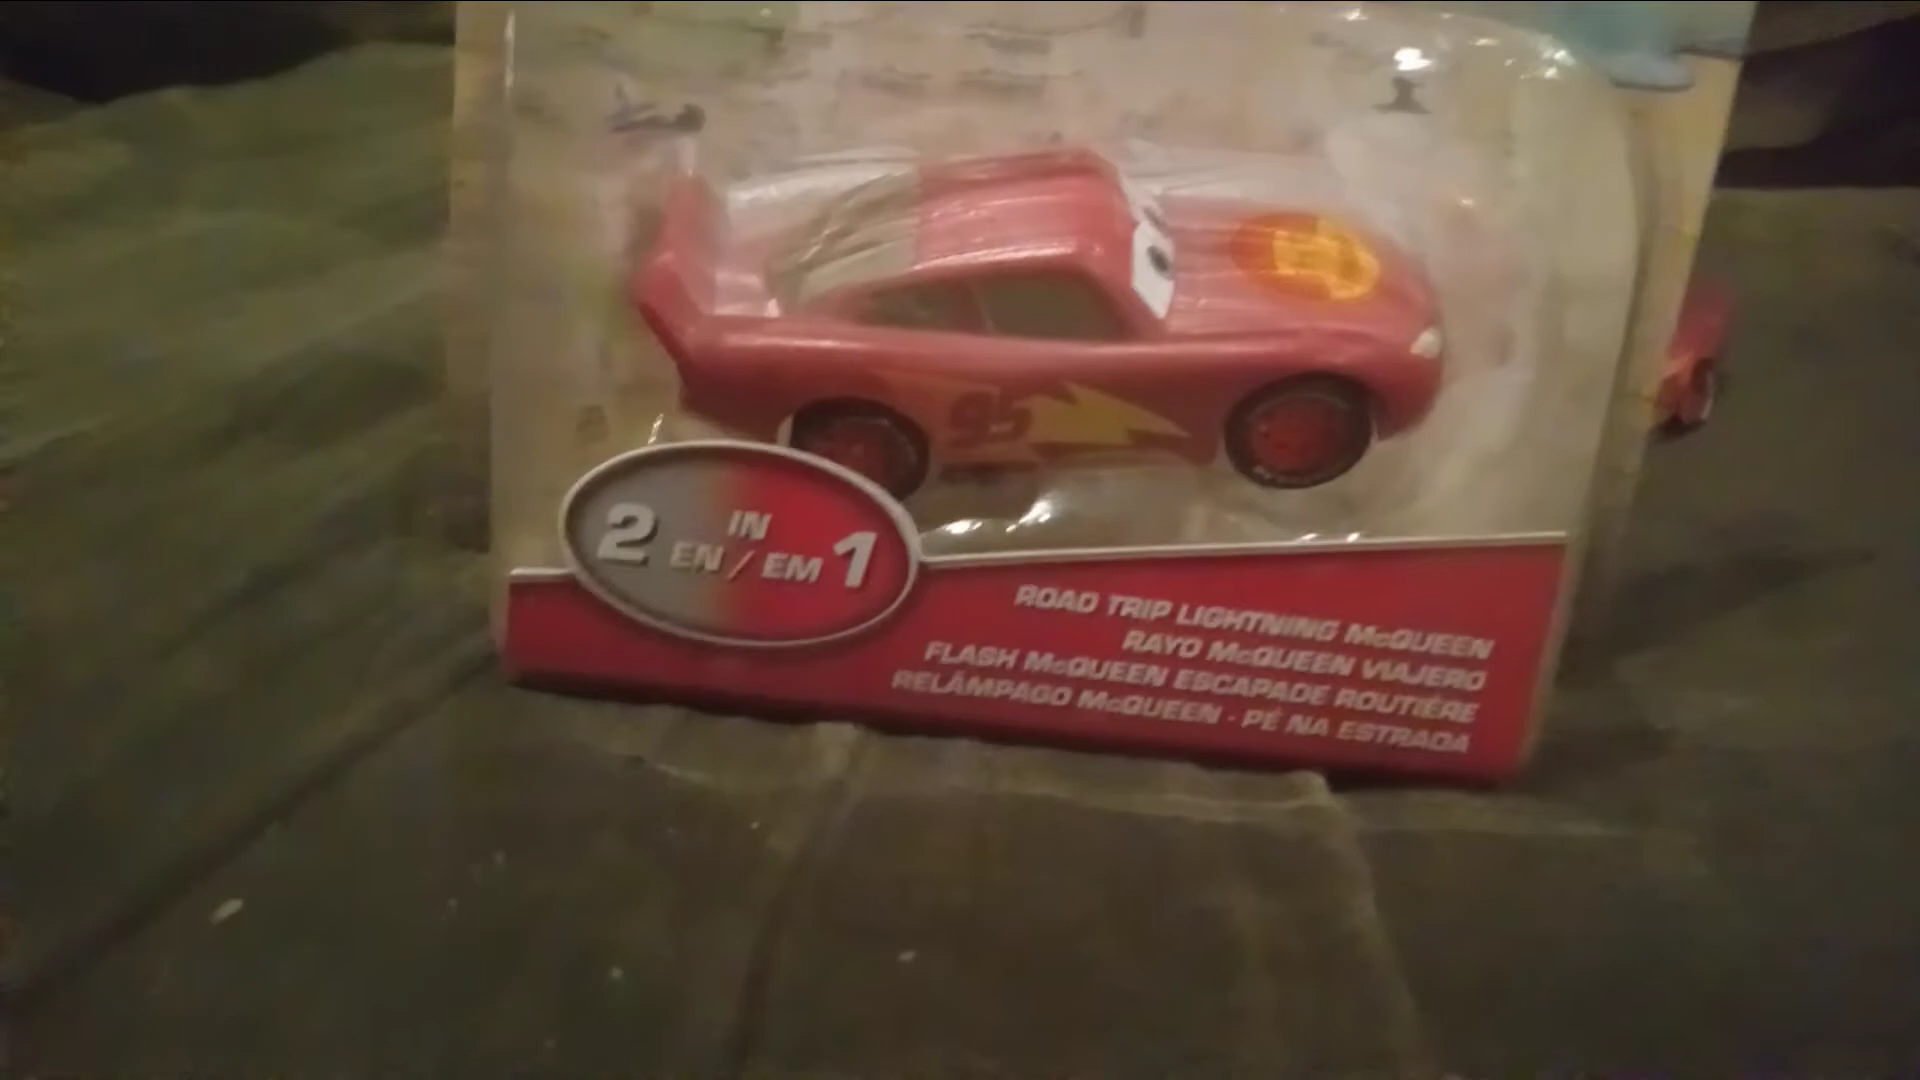 95
2 IN 1
EN / EM
ROAD TRIP LIGHTNING McQUEEN
RAYO McQUEEN VIAJERO
FLASH McQUEEN ESCAPADE ROUTIÈRE
RELÂMPAGO McQUEEN - PÉ NA ESTRADA